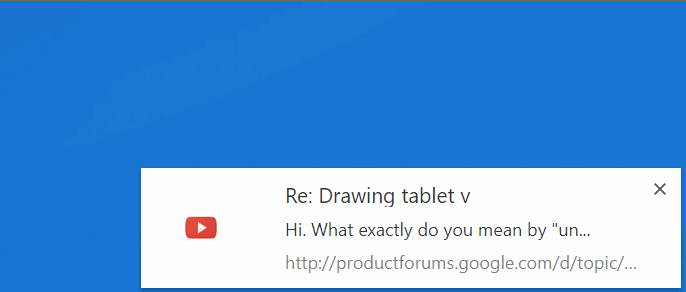 Re: Drawing tablet v
Hi. What exactly do you mean by "un...
http://productforums.google.com/d/topic/...